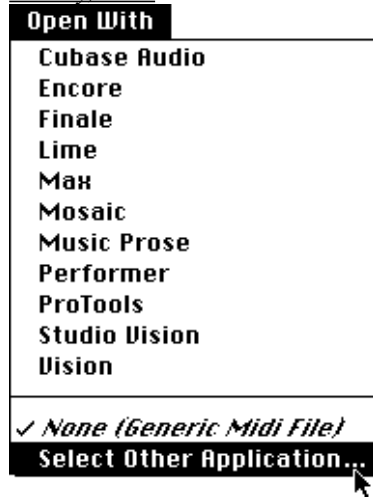 Open With
Cubase Audio
Encore
Finale
Lime
Max
Mosaic
Music Prose
Performer
ProTools
Studio Vision
Vision
✓ None (Generic Midi File)
Select Other Application...